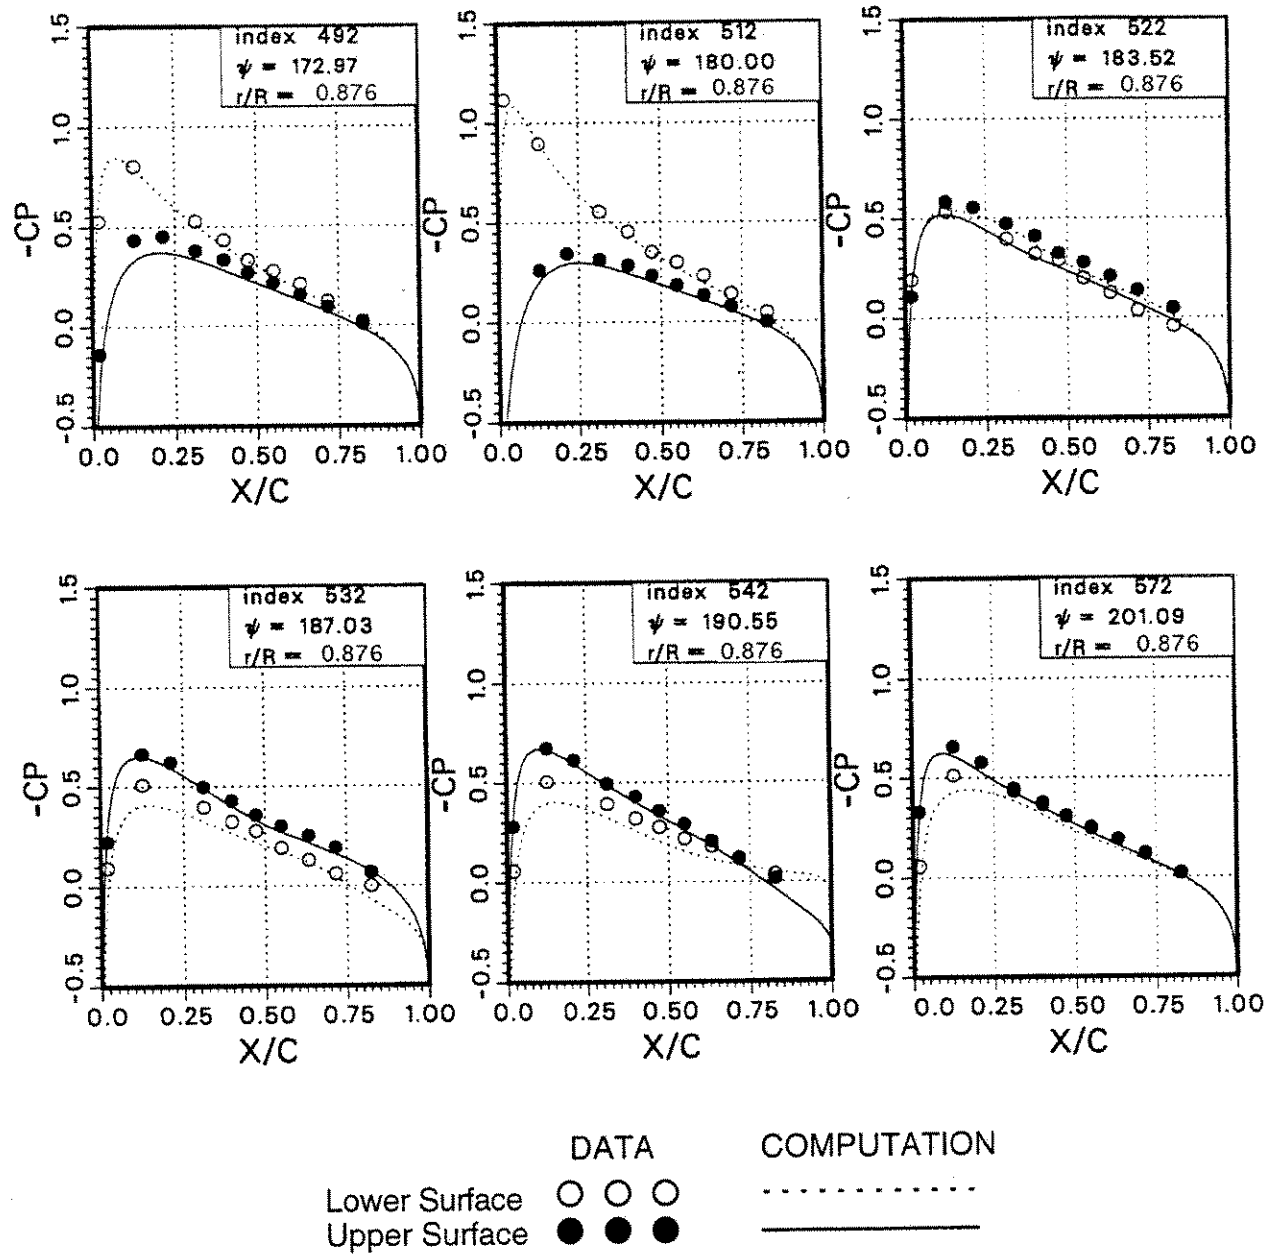 index 492
ψ = 172.97
r/R = 0.876
1.5
1.0
0.5
0.0
-0.5
-CP
0.0 0.25 0.50 0.75 1.00
X/C
index 512
ψ = 180.00
r/R = 0.876
1.5
1.0
0.5
0.0
-0.5
-CP
0.0 0.25 0.50 0.75 1.00
X/C
index 522
ψ = 183.52
r/R = 0.876
1.5
1.0
0.5
0.0
-0.5
-CP
0.0 0.25 0.50 0.75 1.00
X/C
index 532
ψ = 187.03
r/R = 0.876
1.5
1.0
0.5
0.0
-0.5
-CP
0.0 0.25 0.50 0.75 1.00
X/C
index 542
ψ = 190.55
r/R = 0.876
1.5
1.0
0.5
0.0
-0.5
-CP
0.0 0.25 0.50 0.75 1.00
X/C
index 572
ψ = 201.09
r/R = 0.876
1.5
1.0
0.5
0.0
-0.5
-CP
0.0 0.25 0.50 0.75 1.00
X/C
DATA COMPUTATION
Lower Surface
Upper Surface